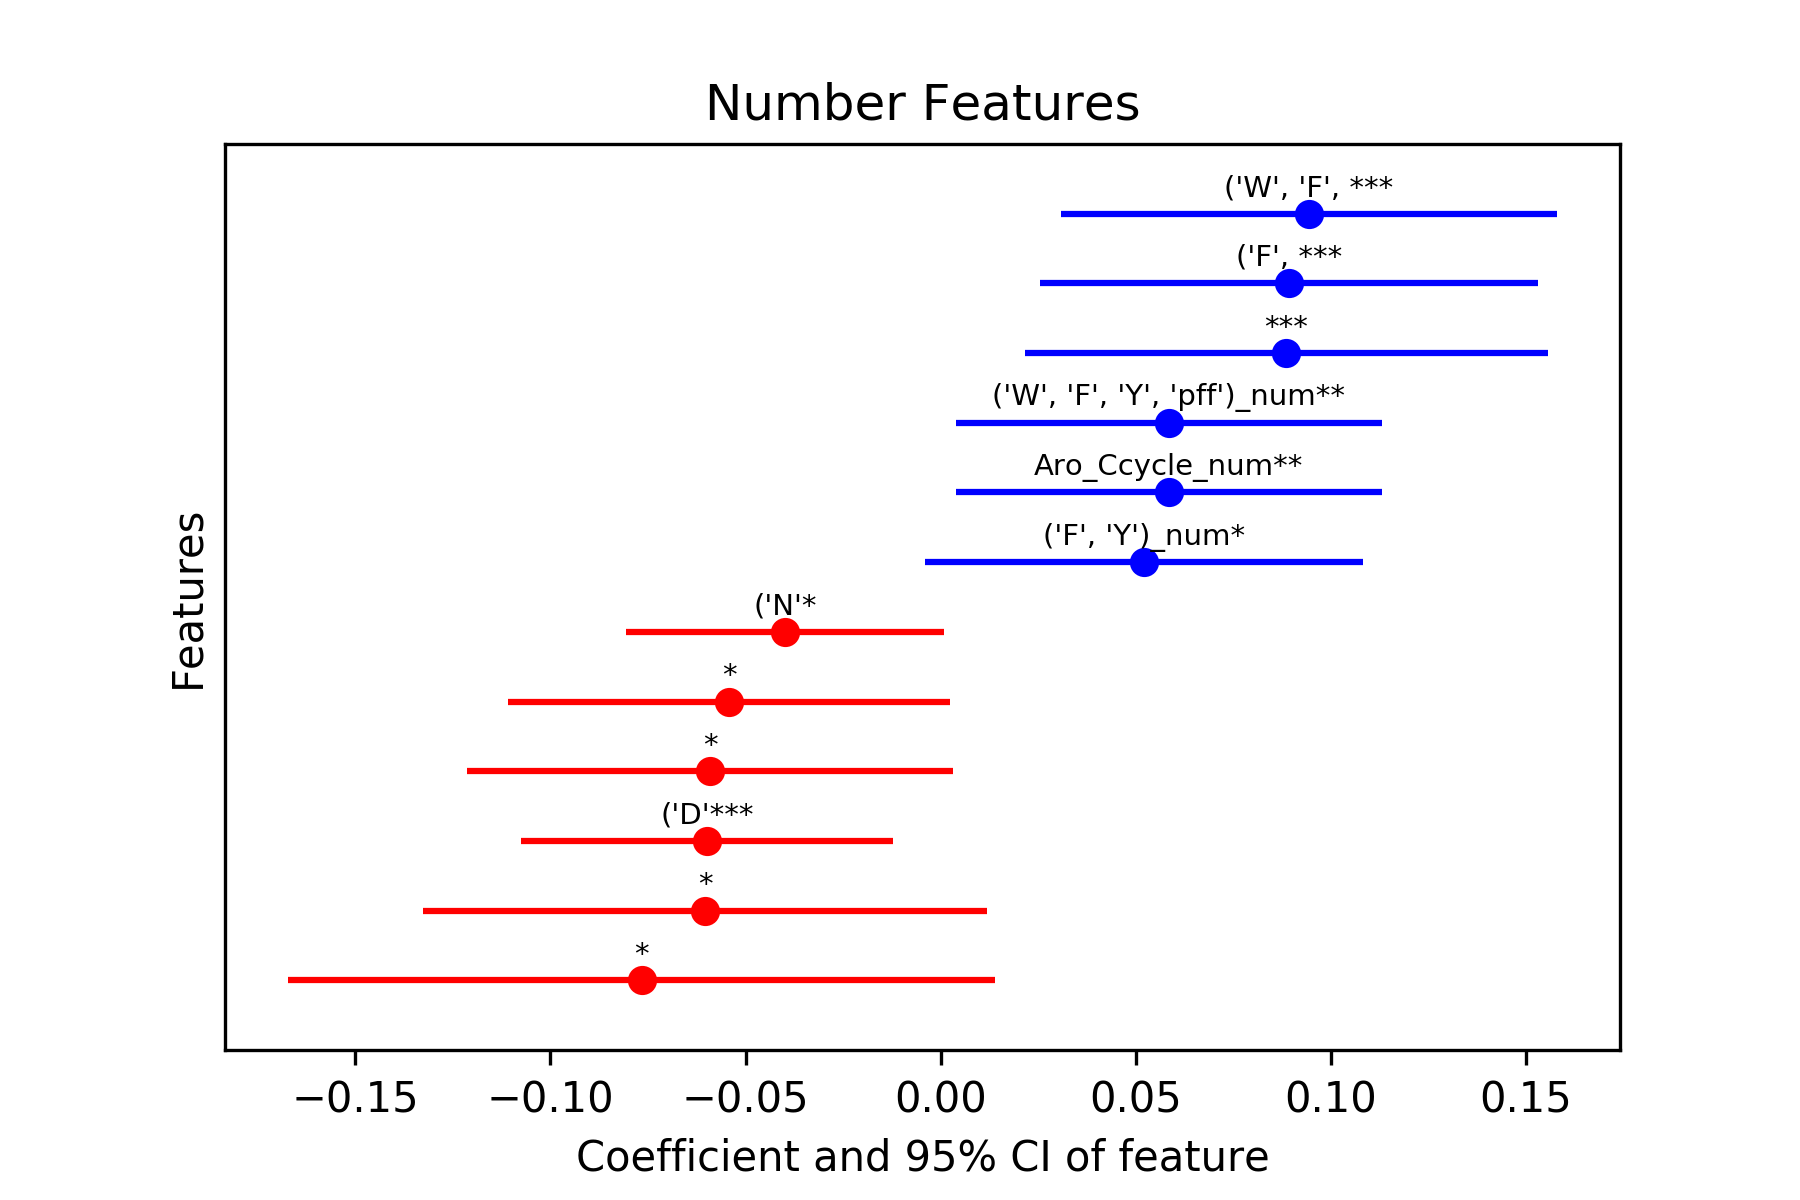 Number Features
('W', 'F', ***
('F', ***
***
('W', 'F', 'Y', 'pff')_num**
Aro_Ccycle_num**
('F', 'Y')_num*
('N'*
*
*
('D'***
*
*
Features
−0.15 −0.10 −0.05 0.00 0.05 0.10 0.15
Coefficient and 95% CI of feature